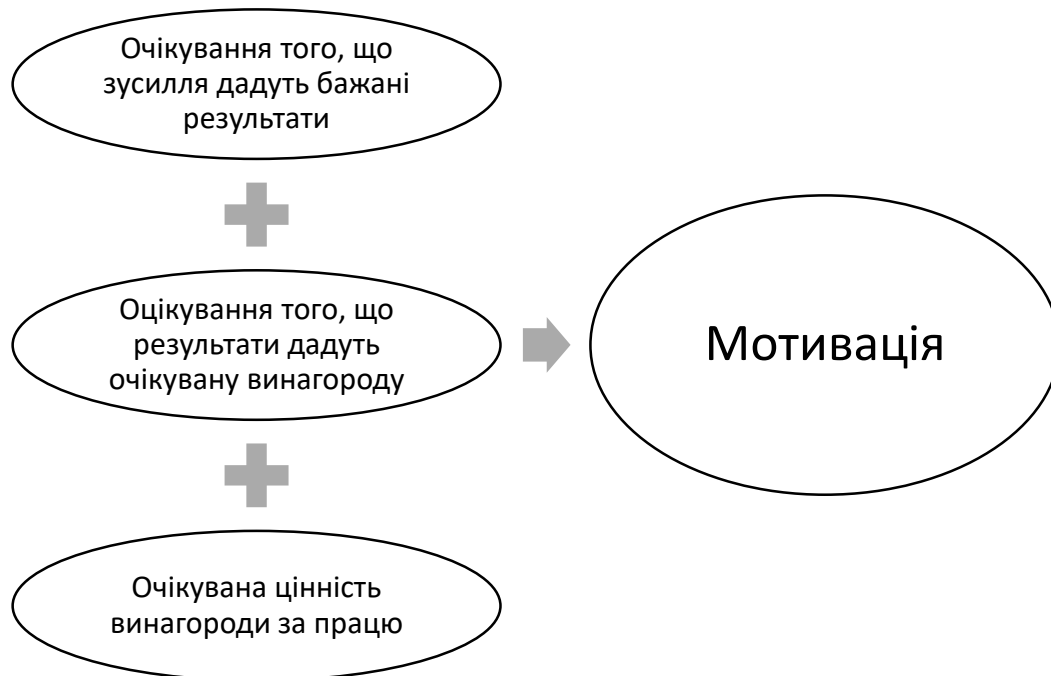 Очікування того, що
зусилля дадуть бажані
результати
Оцікування того, що
результати дадуть
очікувану винагороду
Мотивація
Очікувана цінність
винагороди за працю